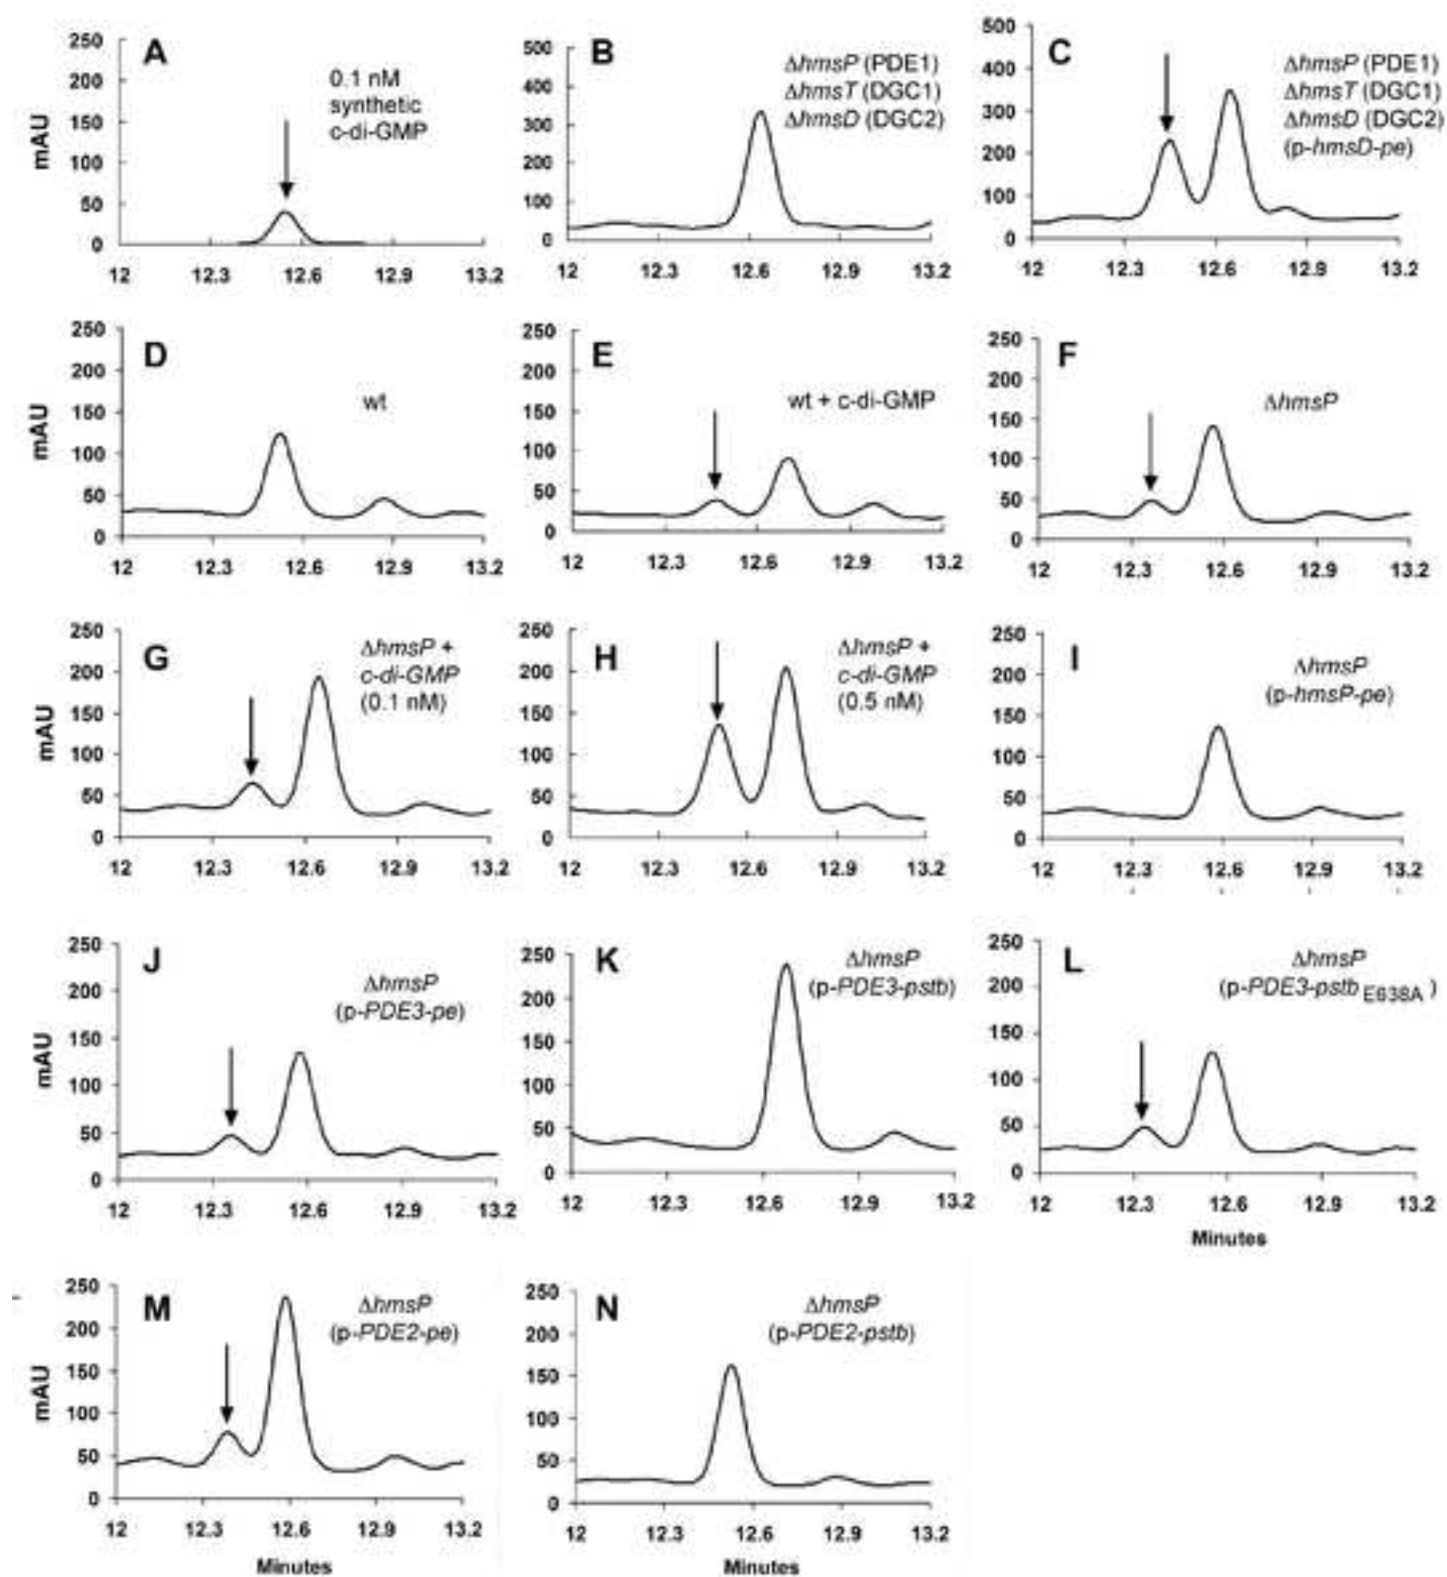 A
0.1 nM
synthetic
c-di-GMP
mAU
250
200
150
100
50
0
12
12.3
12.6
12.9
13.2
B
ΔhmsP (PDE1)
ΔhmsT (DGC1)
ΔhmsD (DGC2)
500
400
300
200
100
0
12
12.3
12.6
12.9
13.2
C
ΔhmsP (PDE1)
ΔhmsT (DGC1)
ΔhmsD (DGC2)
(p-hmsD-pe)
500
400
300
200
100
0
12
12.3
12.6
12.9
13.2
D
wt
mAU
250
200
150
100
50
0
12
12.3
12.6
12.9
13.2
E
wt + c-di-GMP
250
200
150
100
50
0
12
12.3
12.6
12.9
13.2
F
ΔhmsP
250
200
150
100
50
0
12
12.3
12.6
12.9
13.2
G
ΔhmsP +
c-di-GMP
(0.1 nM)
mAU
250
200
150
100
50
0
12
12.3
12.6
12.9
13.2
H
ΔhmsP +
c-di-GMP
(0.5 nM)
250
200
150
100
50
0
12
12.3
12.6
12.9
13.2
I
ΔhmsP
(p-hmsP-pe)
250
200
150
100
50
0
12
12.3
12.6
12.9
13.2
J
ΔhmsP
(p-PDE3-pe)
mAU
250
200
150
100
50
0
12
12.3
12.6
12.9
13.2
K
ΔhmsP
(p-PDE3-pstb)
250
200
150
100
50
0
12
12.3
12.6
12.9
13.2
L
ΔhmsP
(p-PDE3-pstb E638A)
250
200
150
100
50
0
12
12.3
12.6
12.9
13.2
Minutes
M
ΔhmsP
(p-PDE2-pe)
mAU
250
200
150
100
50
0
12
12.3
12.6
12.9
13.2
Minutes
N
ΔhmsP
(p-PDE2-pstb)
250
200
150
100
50
0
12
12.3
12.6
12.9
13.2
Minutes